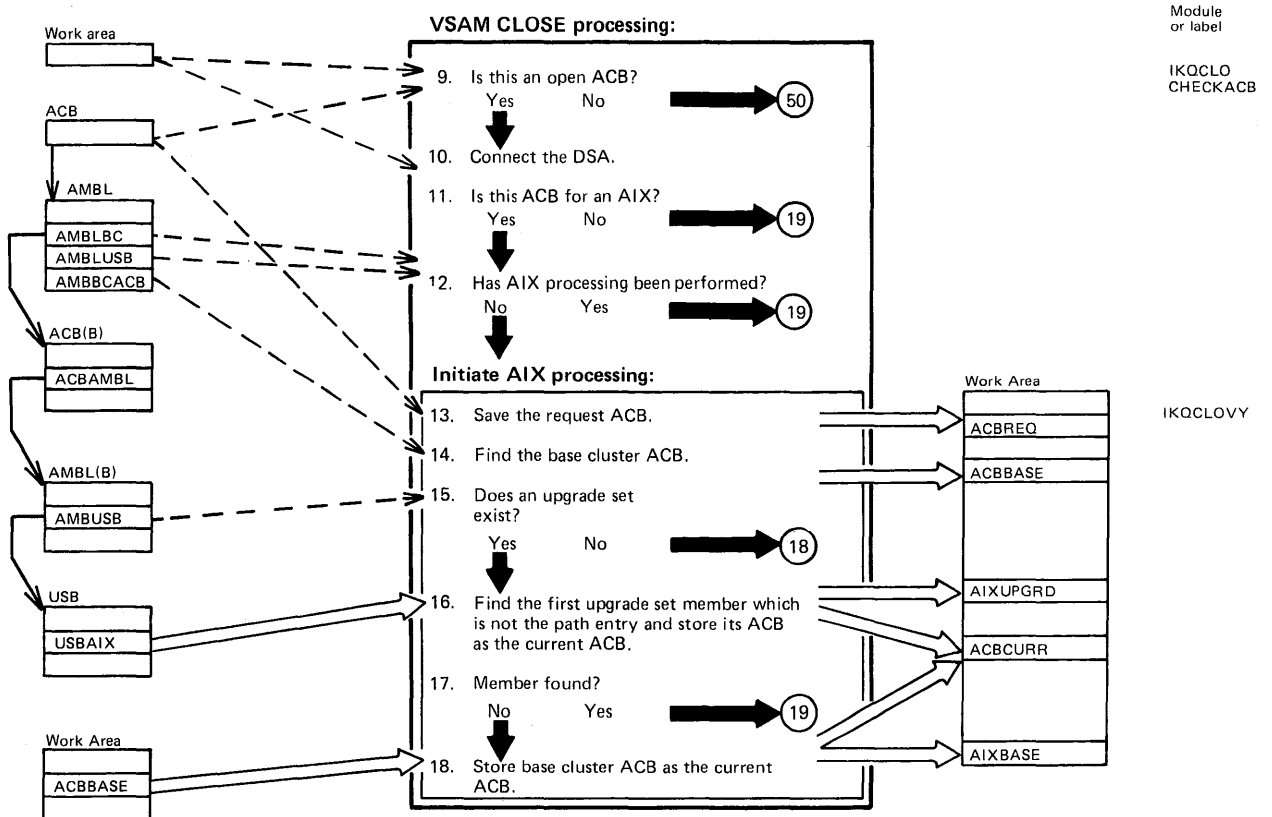 VSAM CLOSE processing:
Module
or label
Work area
9. Is this an open ACB?
Yes No 50
IKQCLO
CHECKACB
ACB
10. Connect the DSA.
AMBL
11. Is this ACB for an AIX?
Yes No 19
AMBLBC
AMBLUSB
AMBBCACB
12. Has AIX processing been performed?
No Yes 19
ACB(B)
ACBAMBL
Initiate AIX processing:
Work Area
13. Save the request ACB.
ACBREQ
IKQCLOVY
14. Find the base cluster ACB.
ACBBASE
AMBL(B)
AMBUSB
15. Does an upgrade set
exist?
Yes No 18
USB
USBAIX
16. Find the first upgrade set member which
is not the path entry and store its ACB
as the current ACB.
AIXUPGRD
ACBCURR
17. Member found?
No Yes 19
Work Area
ACBBASE
18. Store base cluster ACB as the current
ACB.
AIXBASE